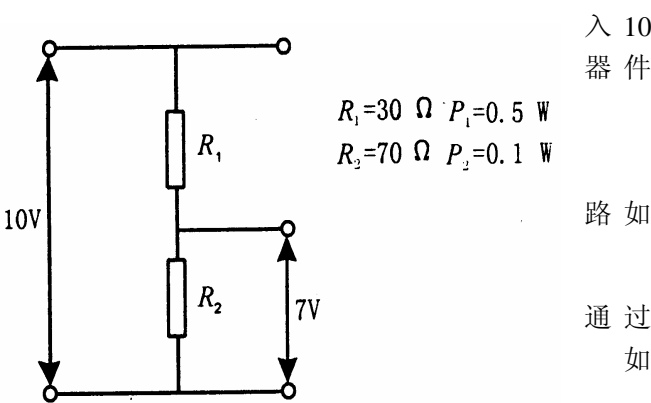 入 10
器 件
R₁=30 Ω P₁=0.5 W
R₁
R₂=70 Ω P₂=0.1 W
路 如
10V
R₂
7V
通 过
如